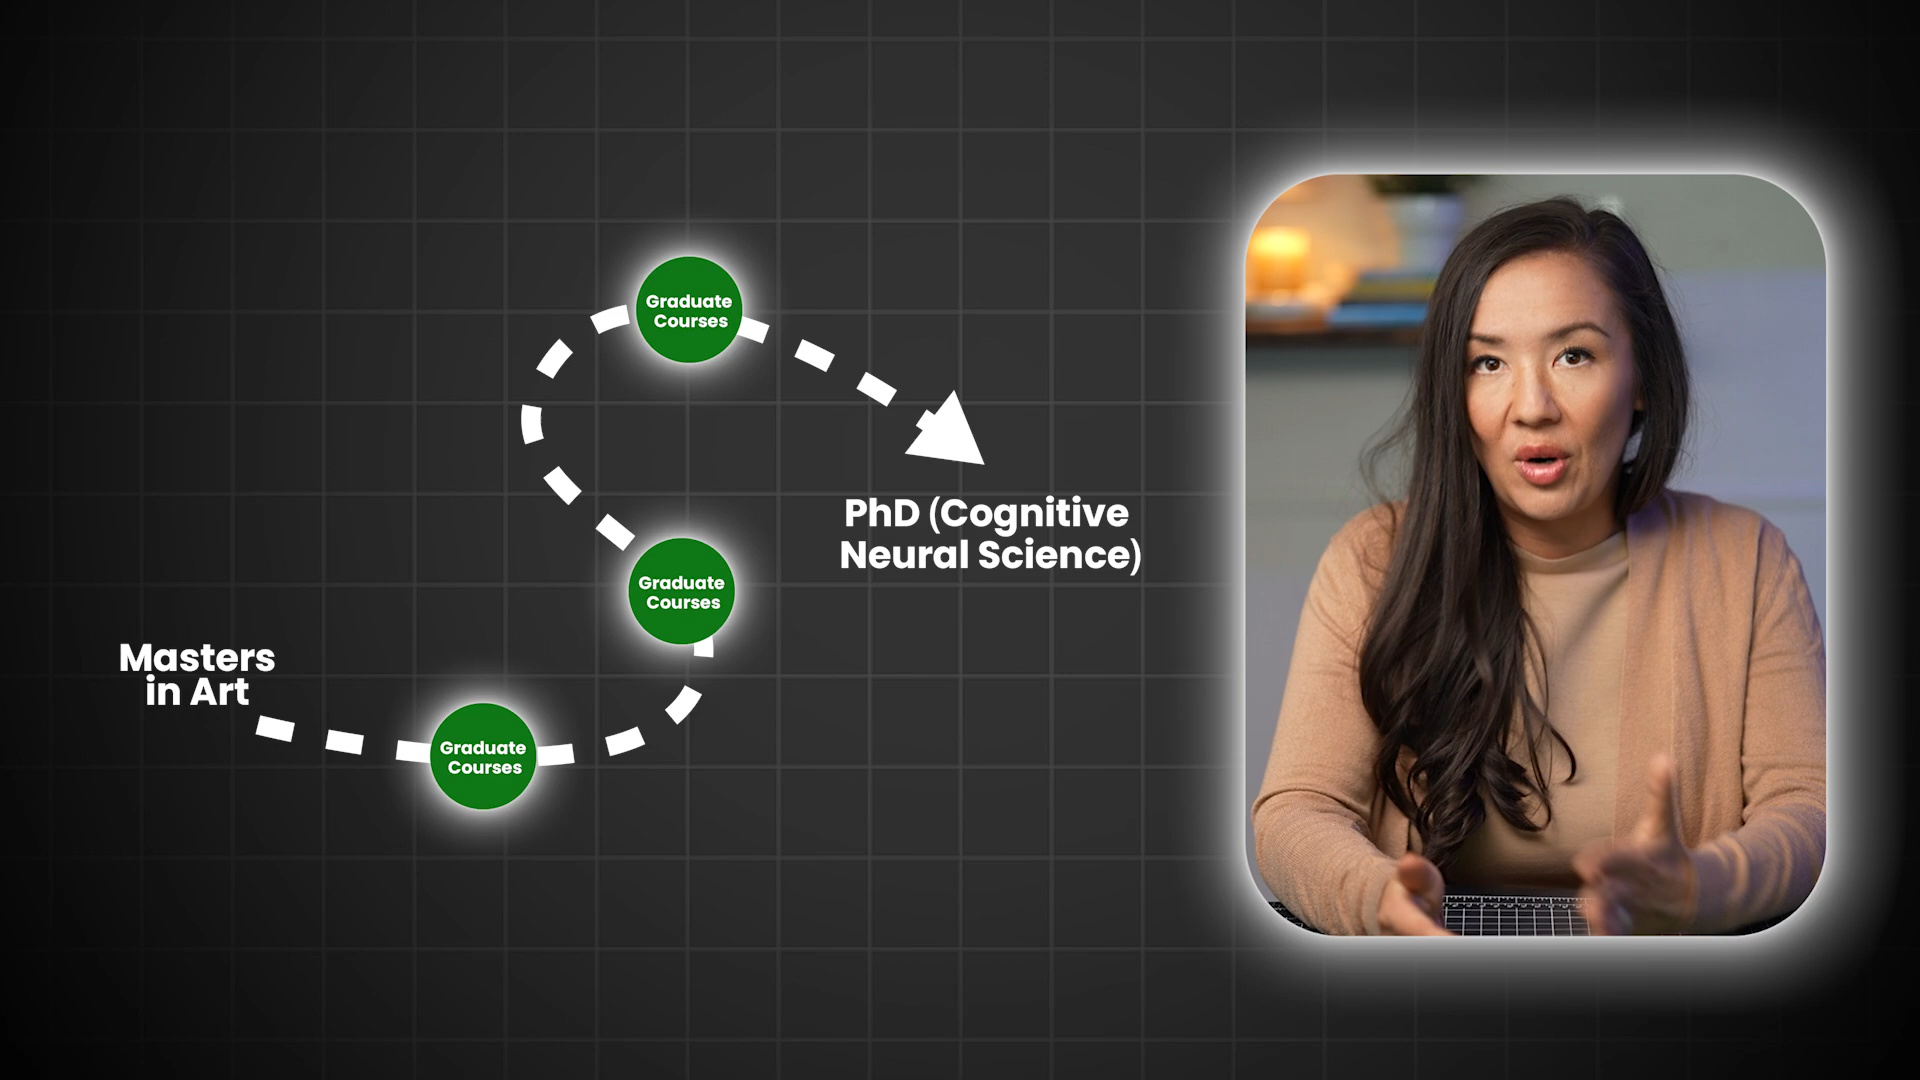 Masters
in Art
Graduate
Courses
Graduate
Courses
Graduate
Courses
PhD (Cognitive
Neural Science)